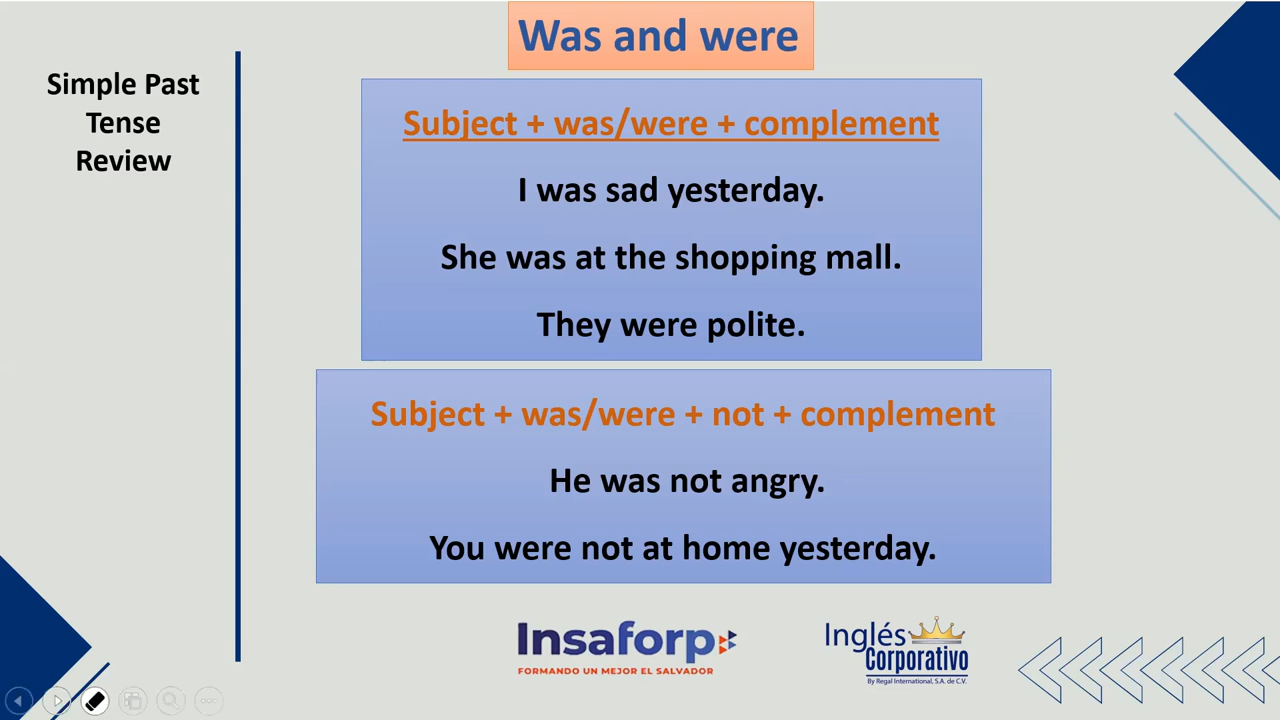 Was and were
Simple Past
Tense
Review
Subject + was/were + complement
I was sad yesterday.
She was at the shopping mall.
They were polite.
Subject + was/were + not + complement
He was not angry.
You were not at home yesterday.
Insaforp
FORMANDO UN MEJOR EL SALVADOR
Inglés
Corporativo
By Regal International, S.A. de C.V.